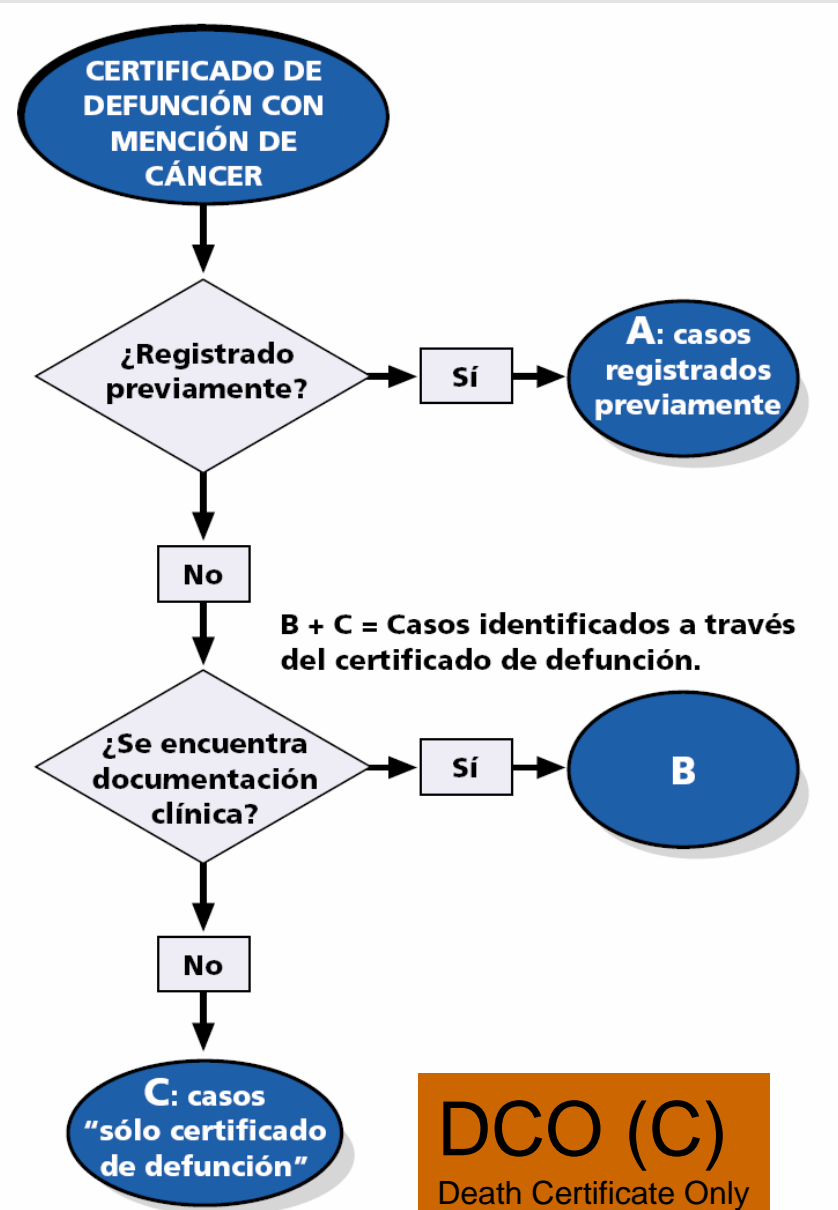 CERTIFICADO DE
DEFUNCIÓN CON
MENCIÓN DE
CÁNCER
¿Registrado
previamente?
Sí
A: casos
registrados
previamente
No
B + C = Casos identificados a través
del certificado de defunción.
¿Se encuentra
documentación
clínica?
Sí
B
No
C: casos
“sólo certificado
de defunción”
DCO (C)
Death Certificate Only